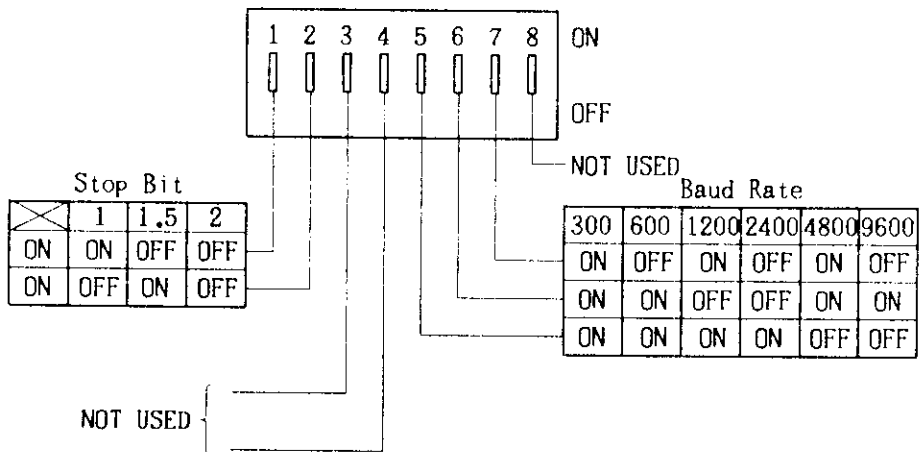 1 2 3 4 5 6 7 8 ON
OFF
NOT USED
Stop Bit
1 1.5 2
ON ON OFF OFF
ON OFF ON OFF
Baud Rate
300 600 1200 2400 4800 9600
ON OFF ON OFF ON OFF
ON ON OFF OFF ON ON
ON ON ON ON OFF OFF
NOT USED